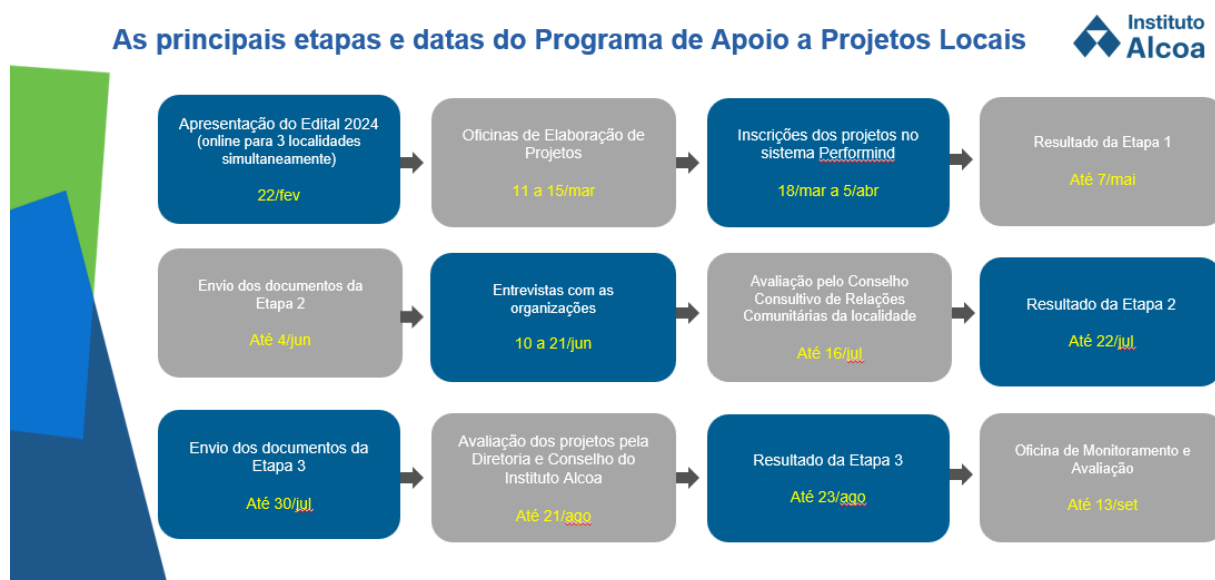 As principais etapas e datas do Programa de Apoio a Projetos Locais
Instituto
Alcoa
Apresentação do Edital 2024
(online para 3 localidades
simultaneamente)
22/fev
Oficinas de Elaboração de
Projetos
11 a 15/mar
Inscrições dos projetos no
sistema Performind
18/mar a 5/abr
Resultado da Etapa 1
Até 7/mai
Envio dos documentos da
Etapa 2
Até 4/jun
Entrevistas com as
organizações
10 a 21/jun
Avaliação pelo Conselho
Consultivo de Relações
Comunitárias da localidade
Até 16/jul
Resultado da Etapa 2
Até 22/jul
Envio dos documentos da
Etapa 3
Até 30/jul
Avaliação dos projetos pela
Diretoria e Conselho do
Instituto Alcoa
Até 21/ago
Resultado da Etapa 3
Até 23/ago
Oficina de Monitoramento e
Avaliação
Até 13/set